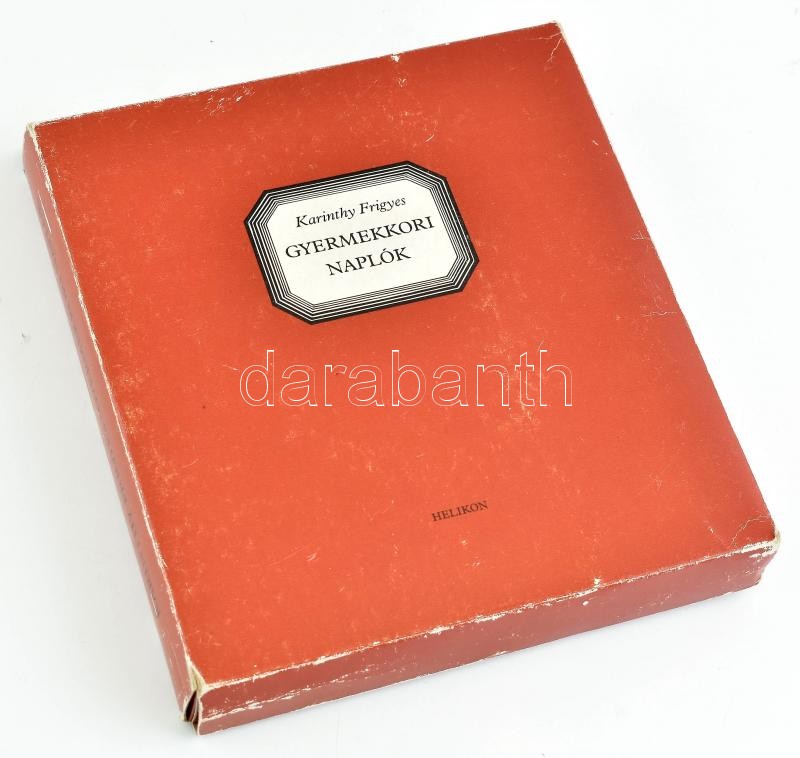 Karinthy Frigyes
GYERMEKKORI
NAPLÓK
darabanth
HELIKON